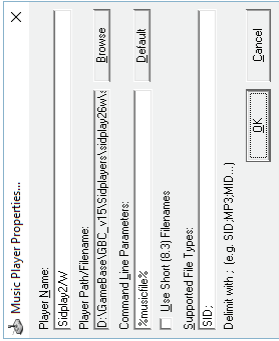 Music Player Properties...
Player Name:
Sidplay2/W
Player Path/Filename:
D:\GameBase\GBC_v15\Sidplayers\sidplay26w\s
Browse
Command Line Parameters:
%musicfile%
Default
Use Short (8.3) Filenames
Supported File Types:
SID;
Delimit with ; (e.g. SID;MP3;MID...)
OK
Cancel